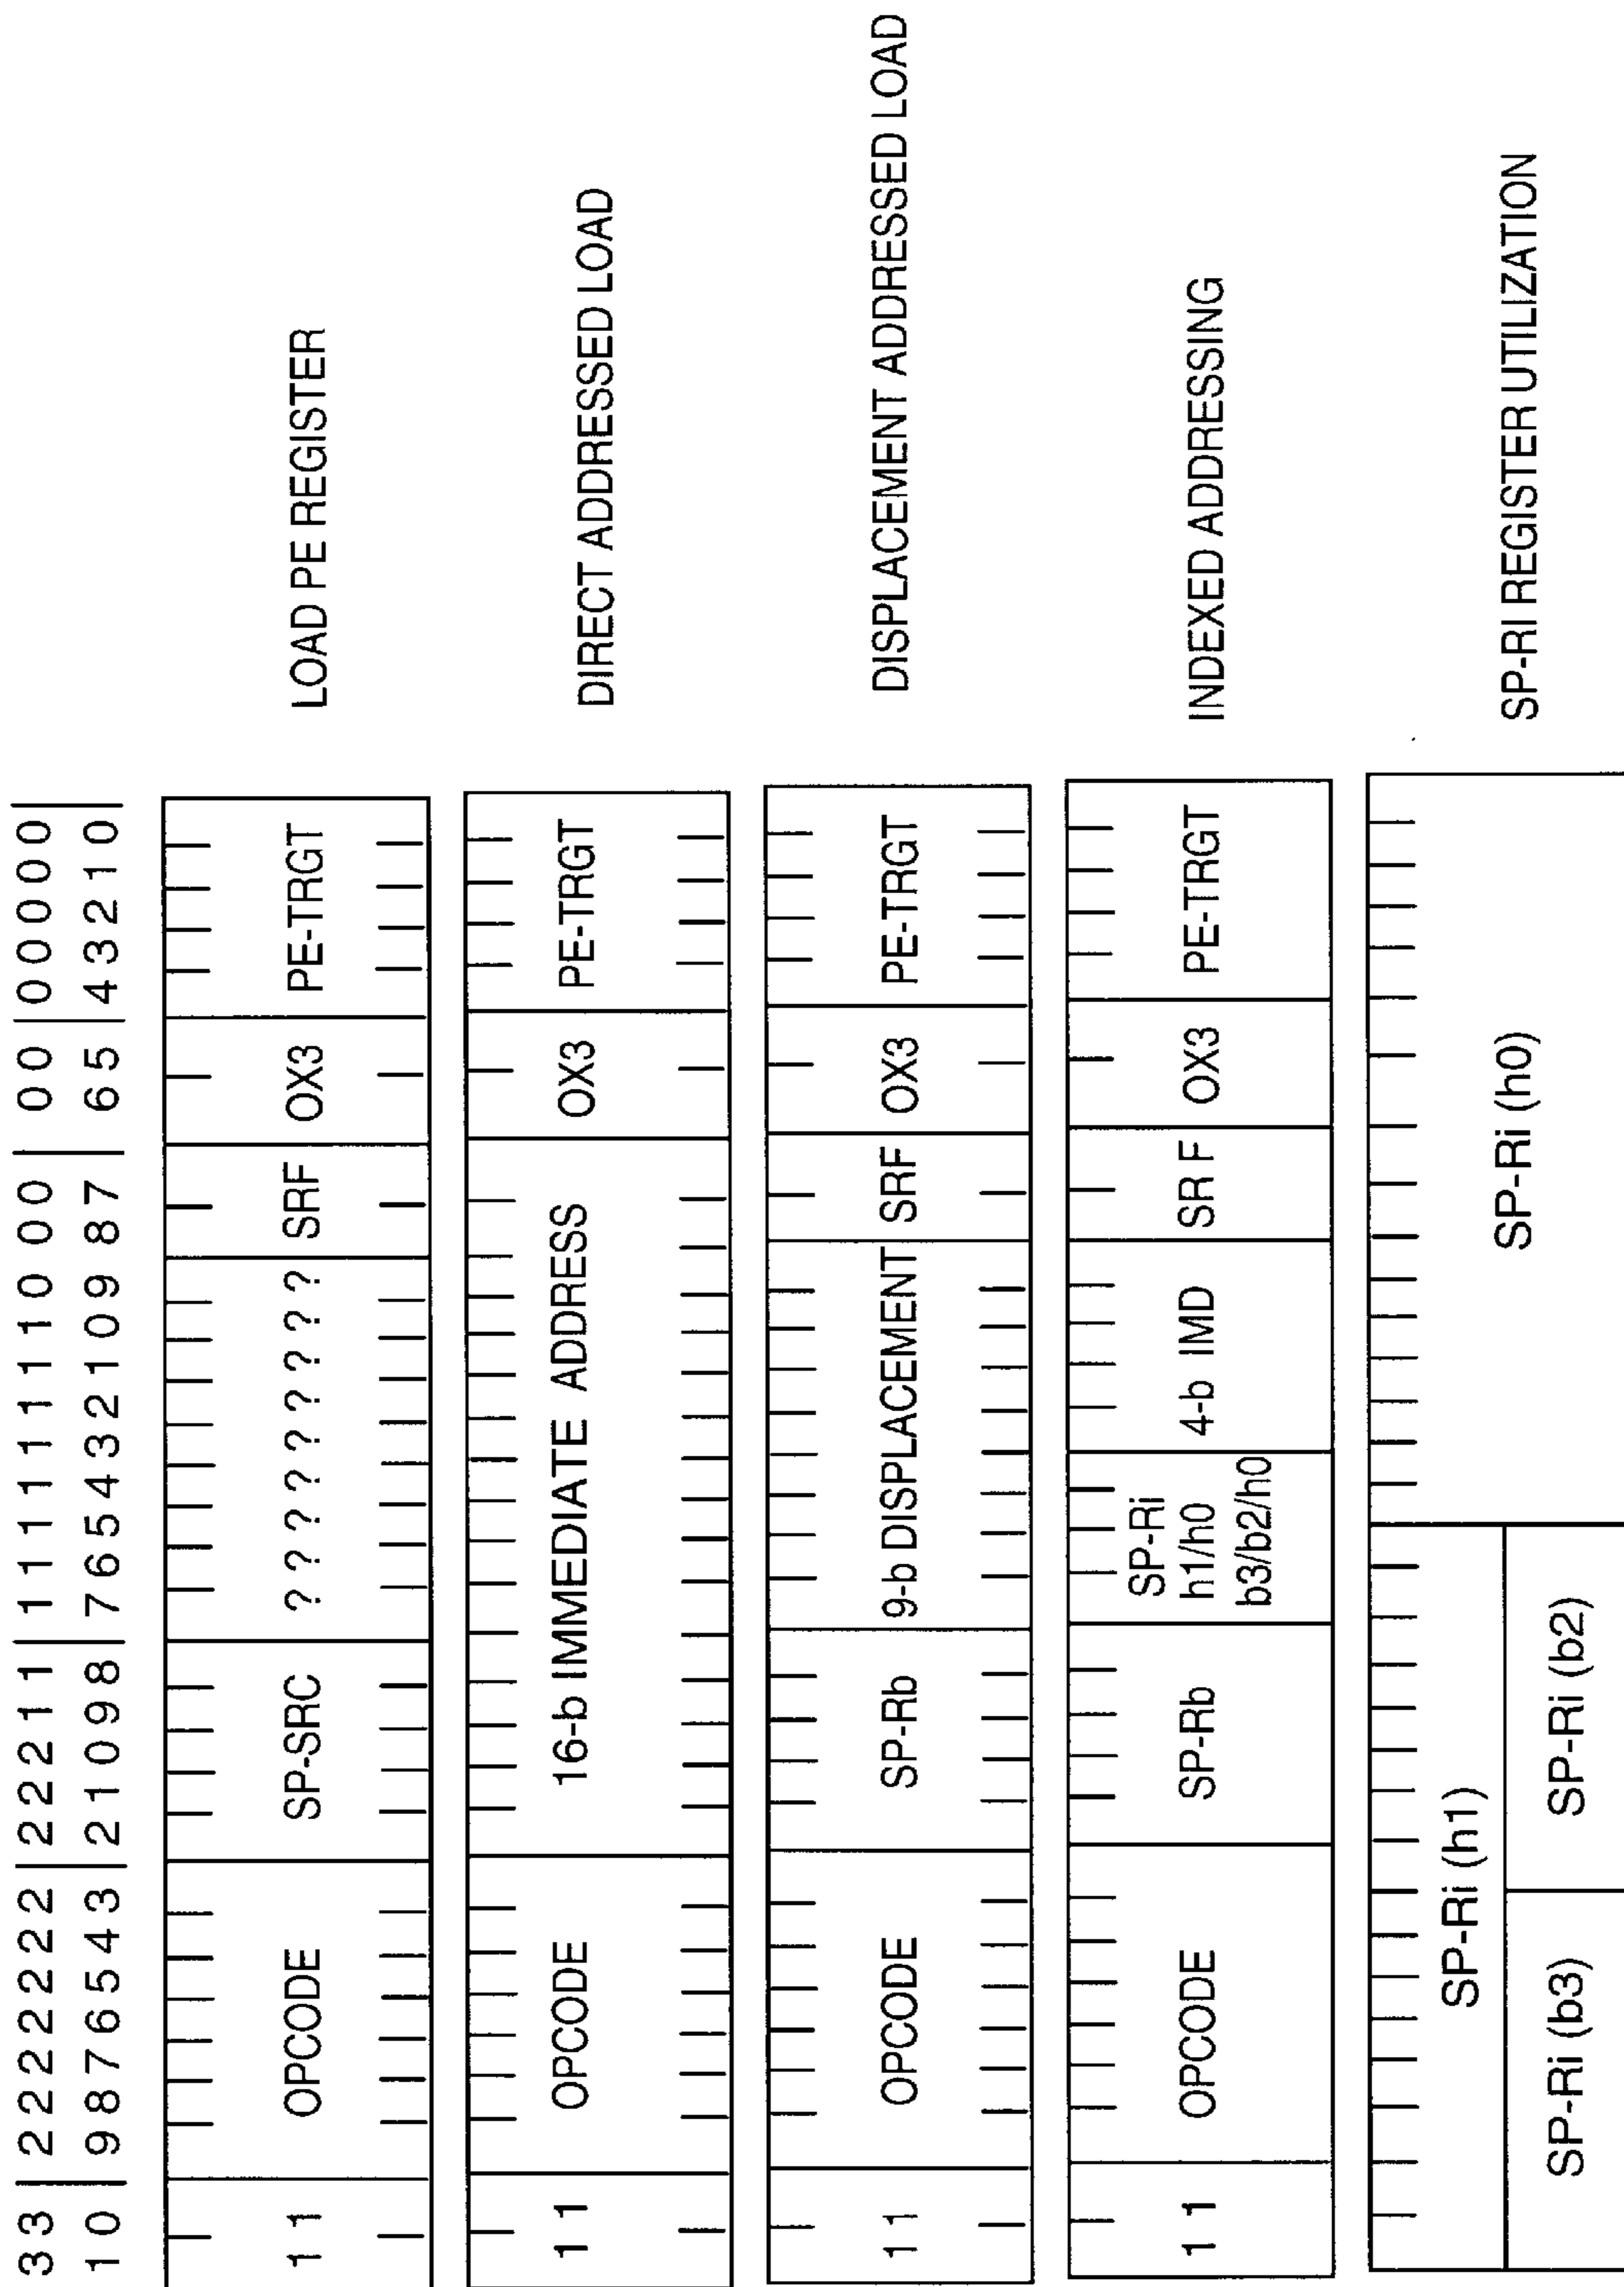 3 3 | 2 2 2 2 2 2 2 | 2 2 2 1 1 | 1 1 1 1 1 1 1 1 0 0 0 | 0 0 | 0 0 0 0 0 |
1 0 | 9 8 7 6 5 4 3 | 2 1 0 9 8 | 7 6 5 4 3 2 1 0 9 8 7 | 6 5 | 4 3 2 1 0 |
1 1 OPCODE SP-SRC ? ? ? ? ? ? ? ? ? SRF OX3 PE-TRGT LOAD PE REGISTER
1 1 OPCODE 16-b IMMEDIATE ADDRESS OX3 PE-TRGT DIRECT ADDRESSED LOAD
1 1 OPCODE SP-Rb 9-b DISPLACEMENT SRF OX3 PE-TRGT DISPLACEMENT ADDRESSED LOAD
1 1 OPCODE SP-Rb SP-Ri h1/h0 b3/b2/h0 4-b IMD SRF OX3 PE-TRGT INDEXED ADDRESSING
SP-Ri (h1) SP-Ri (h0) SP-RI REGISTER UTILIZATION
SP-Ri (b3) SP-Ri (b2)